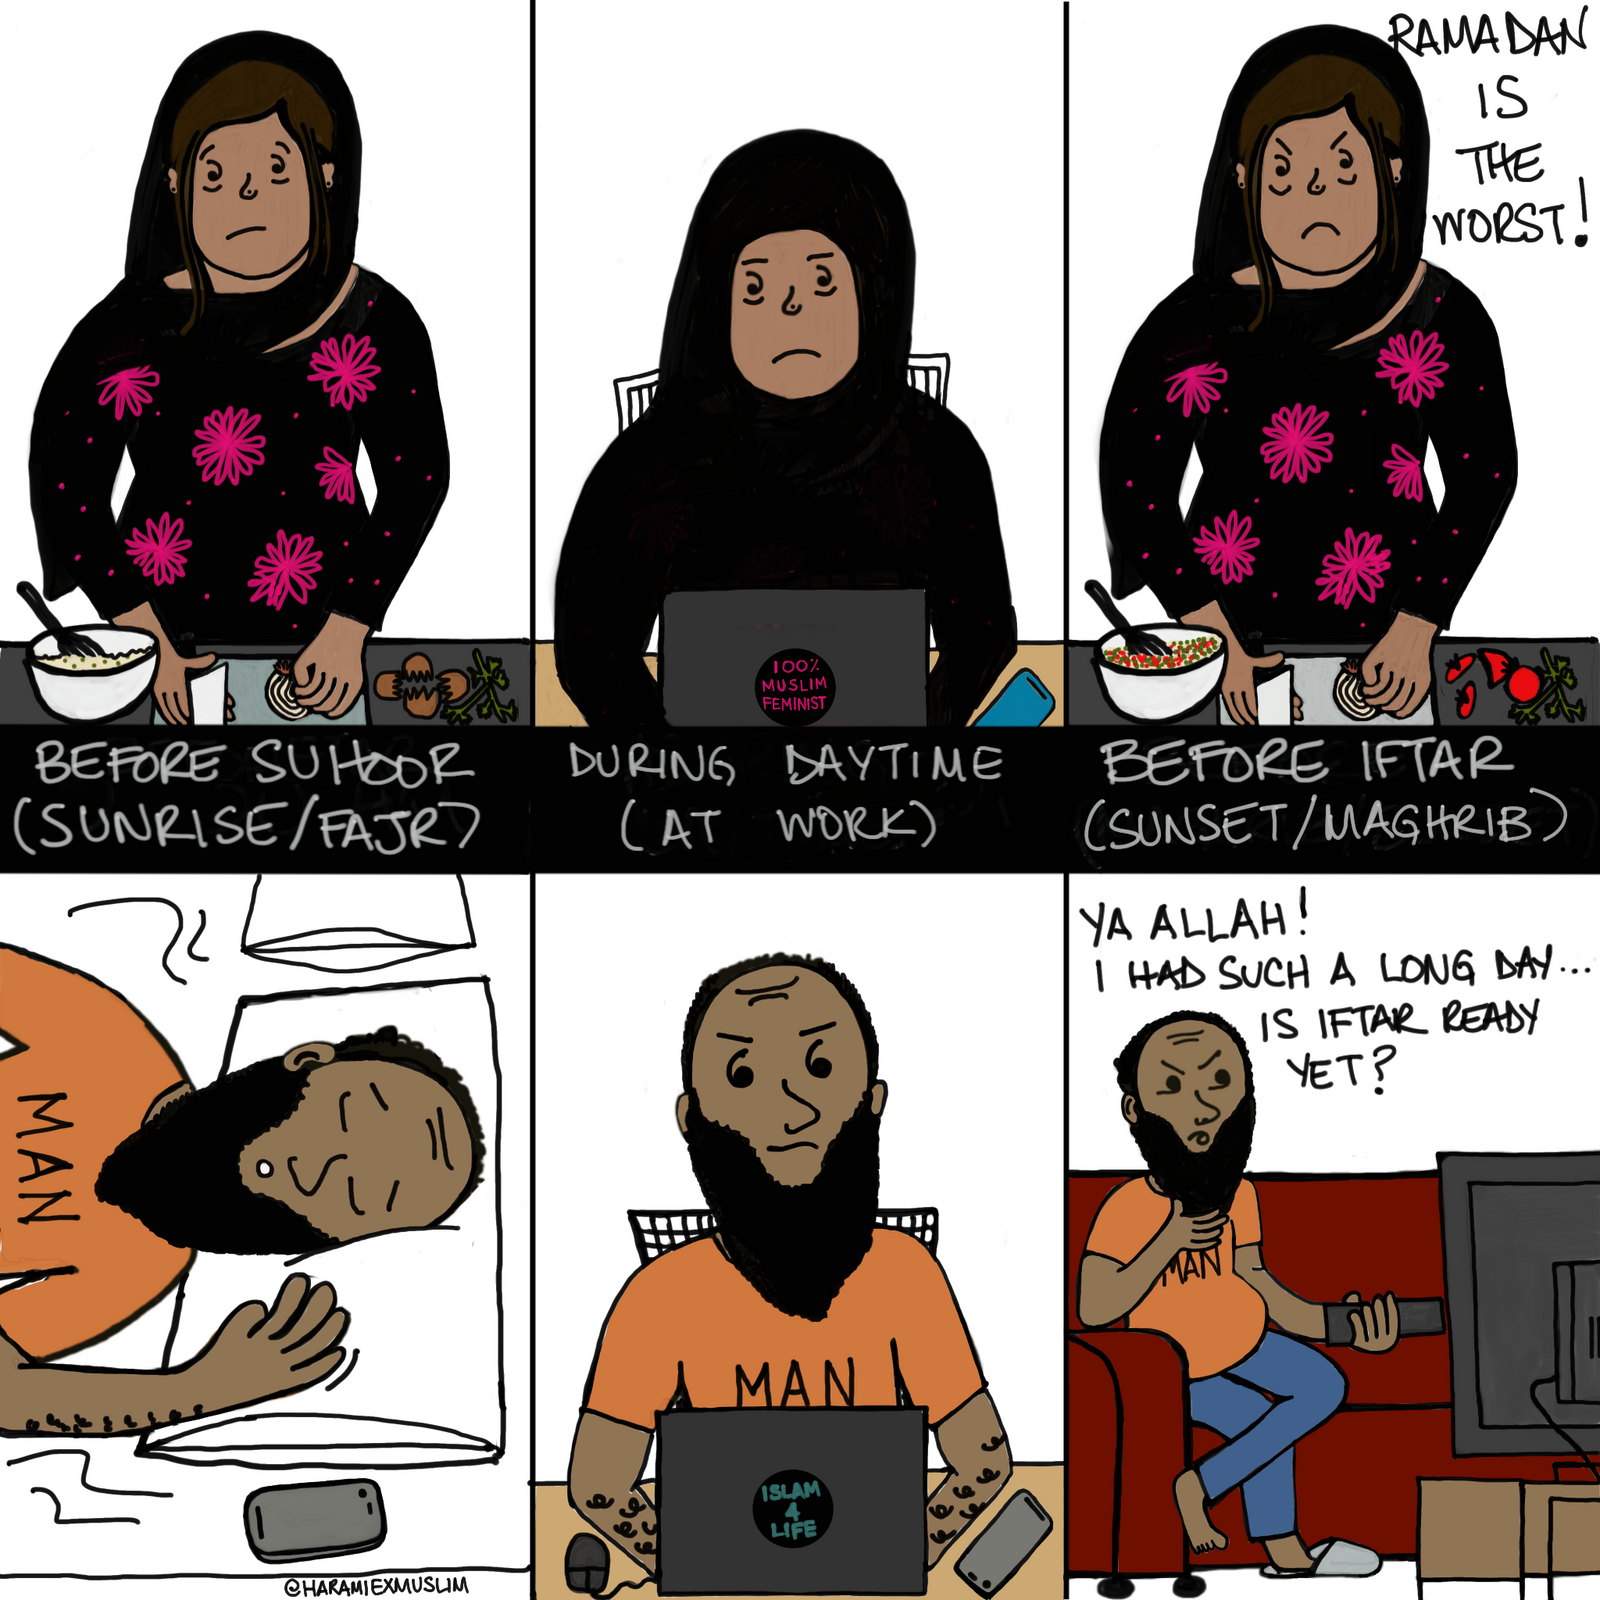 RAMADAN
IS
THE
WORST!
100%
MUSLIM
FEMINIST
BEFORE SUHOOR
(SUNRISE/FAJR)
DURING DAYTIME
(AT WORK)
BEFORE IFTAR
(SUNSET/MAGHRIB)
MAN
@HARAMIEXMUSLIM
MAN
ISLAM
4
LIFE
YA ALLAH!
I HAD SUCH A LONG DAY...
IS IFTAR READY
YET?
MAN